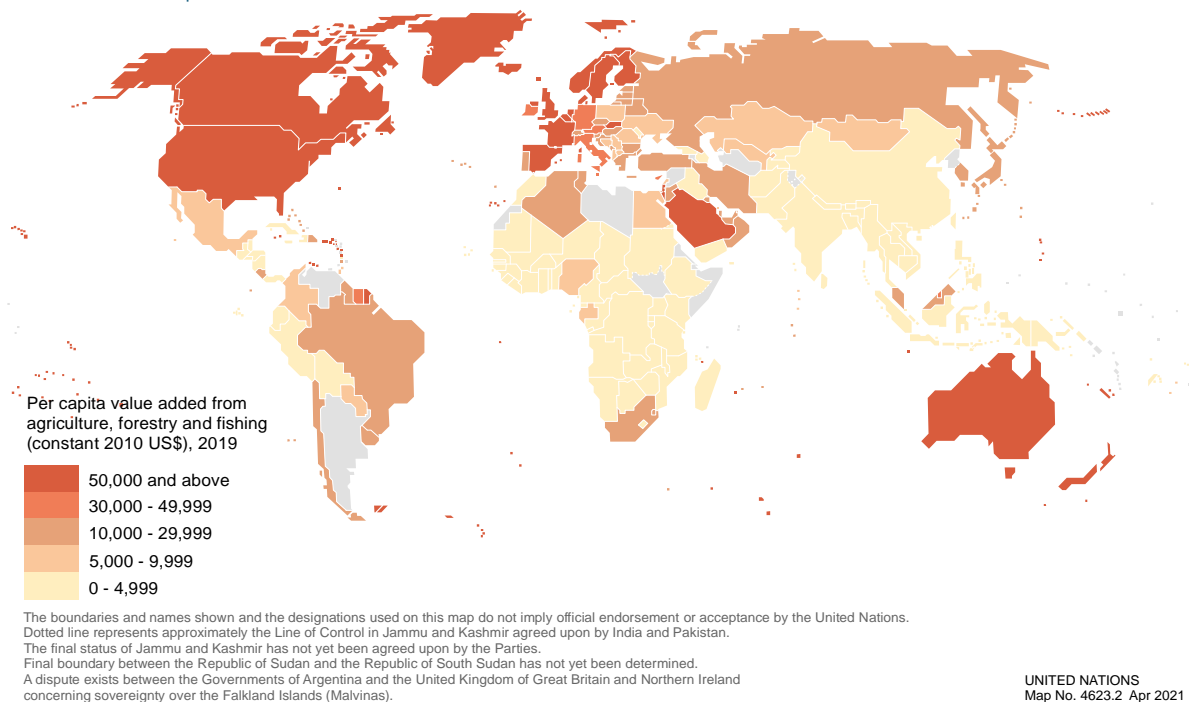 Per capita value added from
agriculture, forestry and fishing
(constant 2010 US$), 2019
50,000 and above
30,000 - 49,999
10,000 - 29,999
5,000 - 9,999
0 - 4,999
The boundaries and names shown and the designations used on this map do not imply official endorsement or acceptance by the United Nations.
Dotted line represents approximately the Line of Control in Jammu and Kashmir agreed upon by India and Pakistan.
The final status of Jammu and Kashmir has not yet been agreed upon by the Parties.
Final boundary between the Republic of Sudan and the Republic of South Sudan has not yet been determined.
A dispute exists between the Governments of Argentina and the United Kingdom of Great Britain and Northern Ireland
concerning sovereignty over the Falkland Islands (Malvinas).
UNITED NATIONS
Map No. 4623.2 Apr 2021